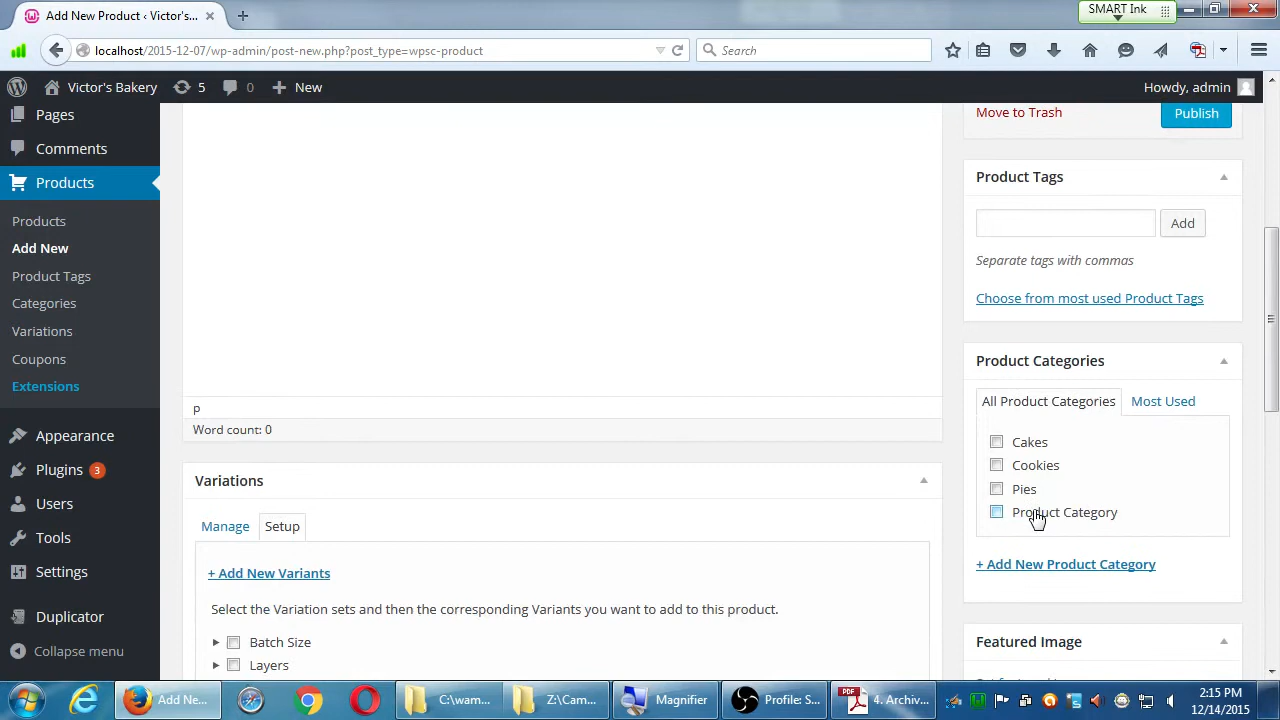 SMART Ink
Add New Product ‹ Victor's...
localhost/2015-12-07/wp-admin/post-new.php?post_type=wpsc-product
Search
Victor's Bakery
5
0
New
Howdy, admin
Pages
Comments
Products
Products
Add New
Product Tags
Categories
Variations
Coupons
Extensions
Appearance
Plugins 3
Users
Tools
Settings
Duplicator
Collapse menu
p
Word count: 0
Variations
Manage
Setup
+ Add New Variants
Select the Variation sets and then the corresponding Variants you want to add to this product.
Batch Size
Layers
Move to Trash
Publish
Product Tags
Add
Separate tags with commas
Choose from most used Product Tags
Product Categories
All Product Categories
Most Used
Cakes
Cookies
Pies
Product Category
+ Add New Product Category
Featured Image
Add Ne...
C:\wam...
Z:\Cam...
Magnifier
Profile: S...
PDF
4. Archiv...
2:15 PM
12/14/2015